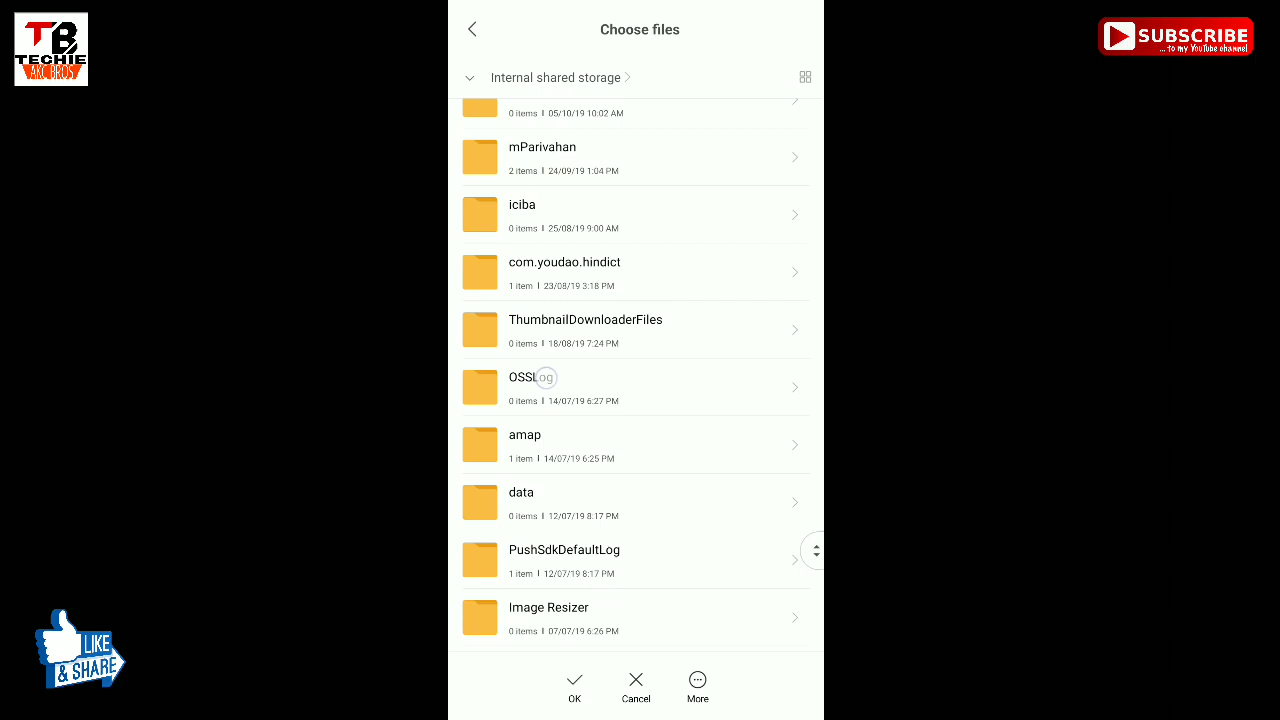 TB
TECHIE
ARC BROS
SUBSCRIBE
... to my YouTube channel
Choose files
Internal shared storage
0 items | 05/10/19 10:02 AM
mParivahan
2 items | 24/09/19 1:04 PM
iciba
0 items | 25/08/19 9:00 AM
com.youdao.hindict
1 item | 23/08/19 3:18 PM
ThumbnailDownloaderFiles
0 items | 18/08/19 7:24 PM
OSSLog
0 items | 14/07/19 6:27 PM
amap
1 item | 14/07/19 6:25 PM
data
0 items | 12/07/19 8:17 PM
PushSdkDefaultLog
1 item | 12/07/19 8:17 PM
Image Resizer
0 items | 07/07/19 6:26 PM
OK Cancel More
LIKE
& SHARE